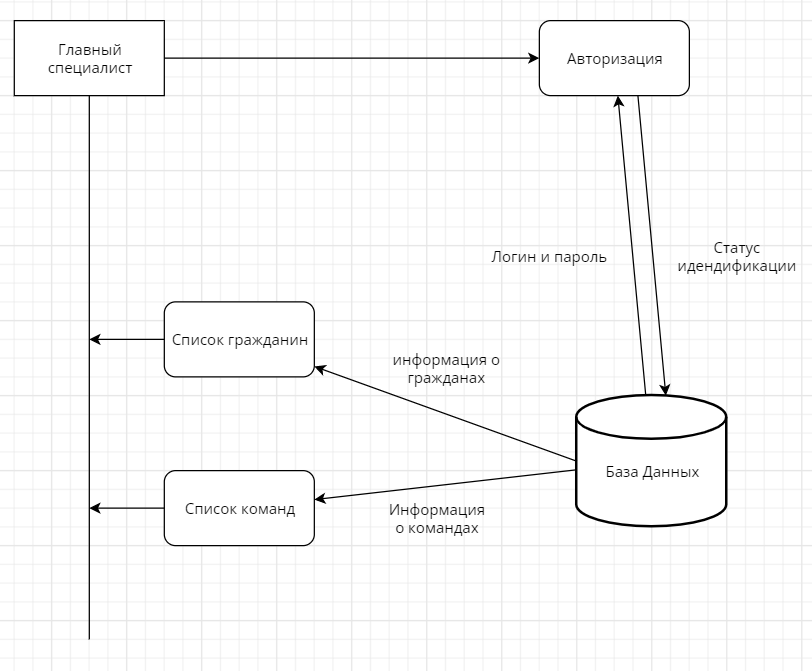 Главный
специалист
Авторизация
Логин и пароль
Статус
идендификации
Список гражданин
информация о
гражданах
База Данных
Список команд
Информация
о командах